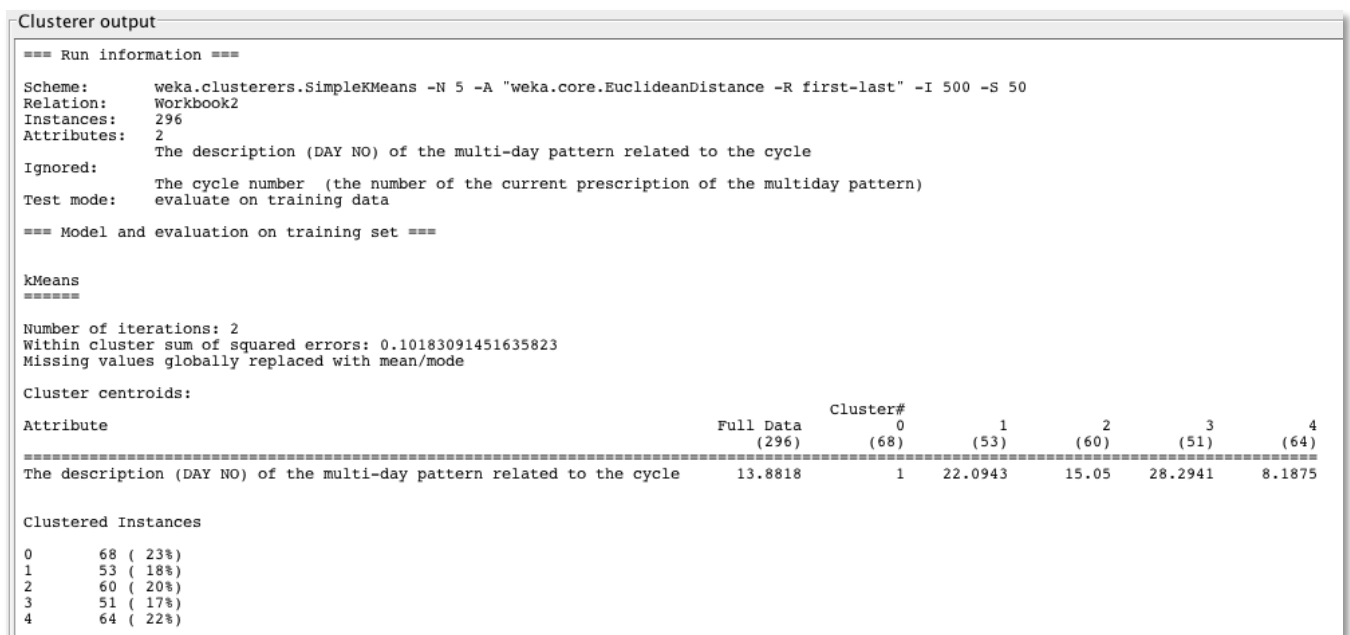 Clusterer output
=== Run information ===
Scheme: weka.clusterers.SimpleKMeans -N 5 -A "weka.core.EuclideanDistance -R first-last" -I 500 -S 50
Relation: Workbook2
Instances: 296
Attributes: 2
The description (DAY NO) of the multi-day pattern related to the cycle
Ignored:
The cycle number (the number of the current prescription of the multiday pattern)
Test mode: evaluate on training data
=== Model and evaluation on training set ===
kMeans
======
Number of iterations: 2
Within cluster sum of squared errors: 0.10183091451635823
Missing values globally replaced with mean/mode
Cluster centroids:
Cluster#
Attribute Full Data 0 1 2 3 4
(296) (68) (53) (60) (51) (64)
==========================================================================================
The description (DAY NO) of the multi-day pattern related to the cycle 13.8818 1 22.0943 15.05 28.2941 8.1875
Clustered Instances
0 68 ( 23%)
1 53 ( 18%)
2 60 ( 20%)
3 51 ( 17%)
4 64 ( 22%)